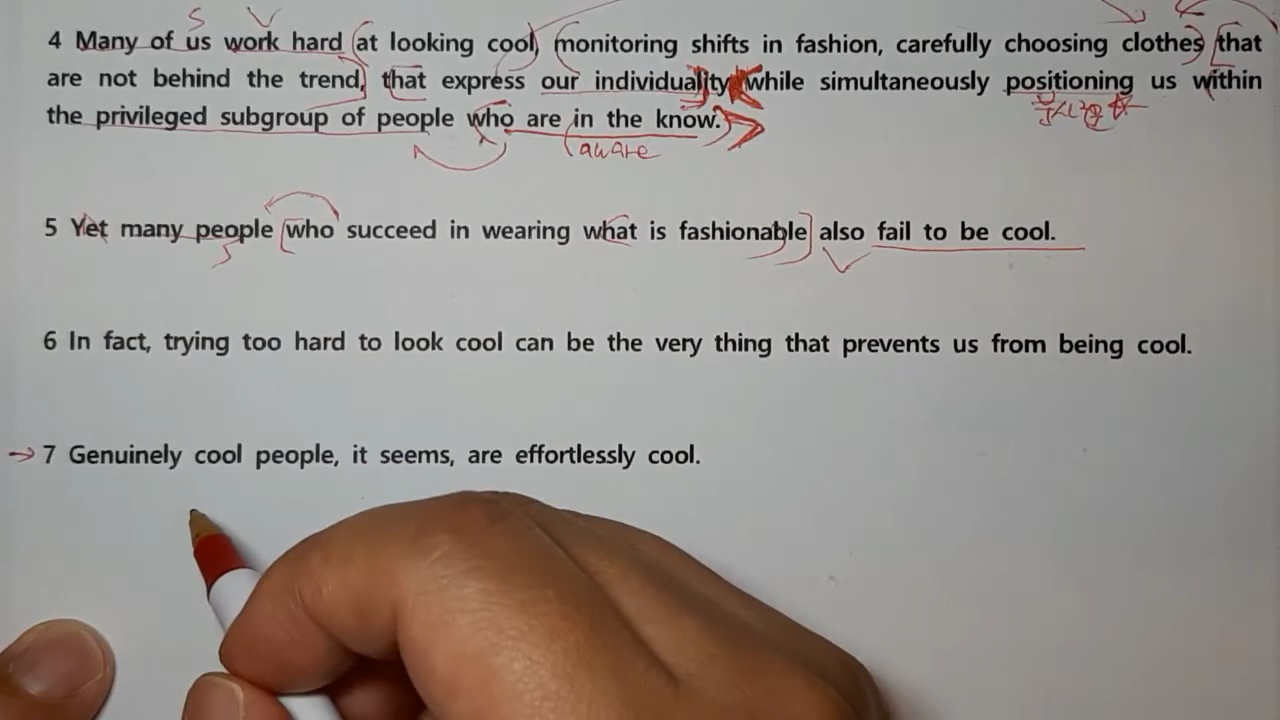 S V
4 Many of us work hard at looking cool, monitoring shifts in fashion, carefully choosing clothes that
are not behind the trend, that express our individuality while simultaneously positioning us within
the privileged subgroup of people who are in the know.
분사구문
aware
5 Yet many people who succeed in wearing what is fashionable also fail to be cool.
S V
6 In fact, trying too hard to look cool can be the very thing that prevents us from being cool.
7 Genuinely cool people, it seems, are effortlessly cool.